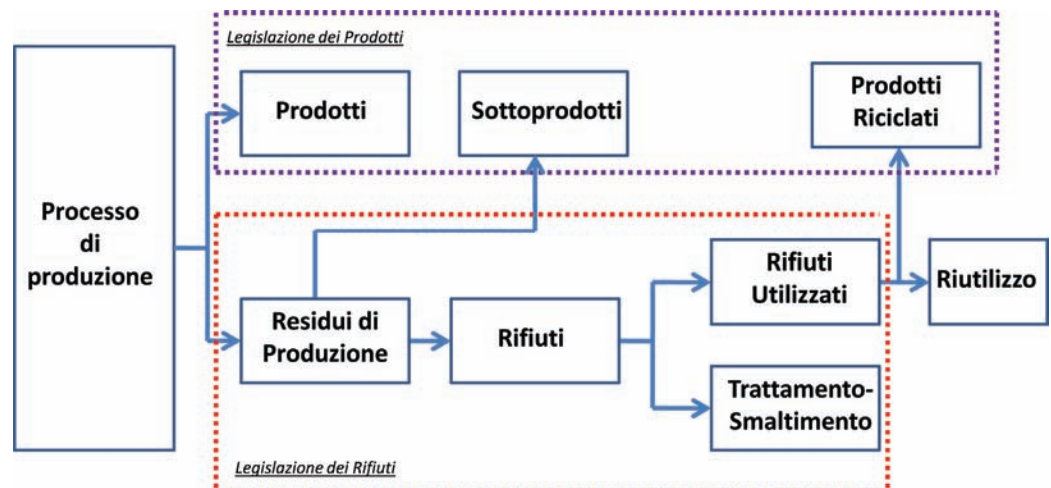 Legislazione dei Prodotti
Prodotti
Sottoprodotti
Prodotti
Riciclati
Processo
di
produzione
Residui di
Produzione
Rifiuti
Rifiuti
Utilizzati
Riutilizzo
Trattamento-
Smaltimento
Legislazione dei Rifiuti